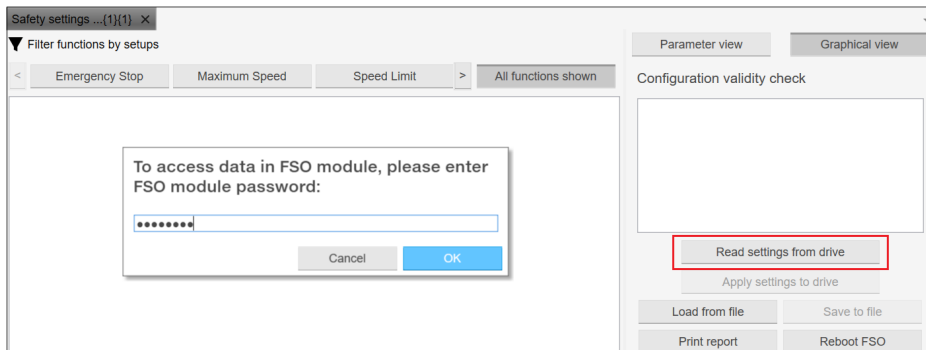 Safety settings ...{1}{1} ×
Filter functions by setups
< Emergency Stop Maximum Speed Speed Limit > All functions shown
To access data in FSO module, please enter
FSO module password:
••••••••
Cancel OK
Parameter view Graphical view
Configuration validity check
Read settings from drive
Apply settings to drive
Load from file Save to file
Print report Reboot FSO